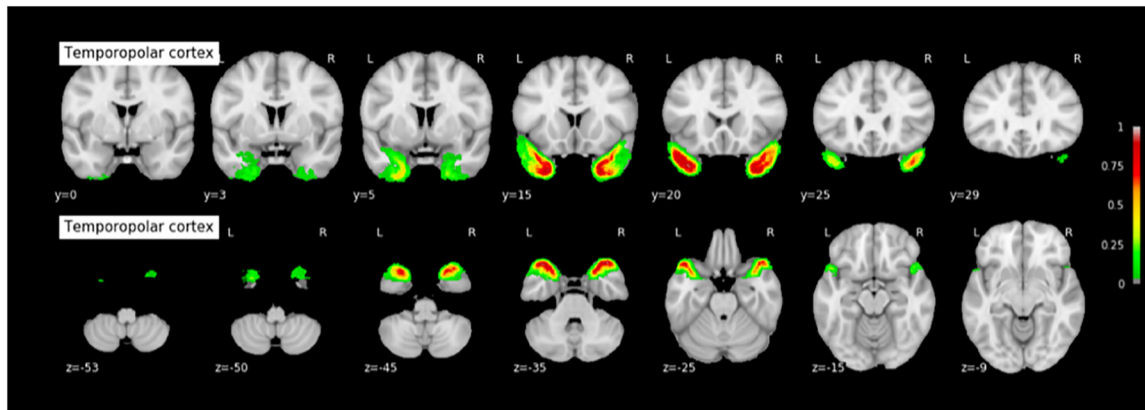 Temporopolar cortex
L R L R L R L R L R L R
y=0 y=3 y=5 y=15 y=20 y=25 y=29
Temporopolar cortex
L R L R L R L R L R L R
z=-53 z=-50 z=-45 z=-35 z=-25 z=-15 z=-9
1
0.75
0.5
0.25
0